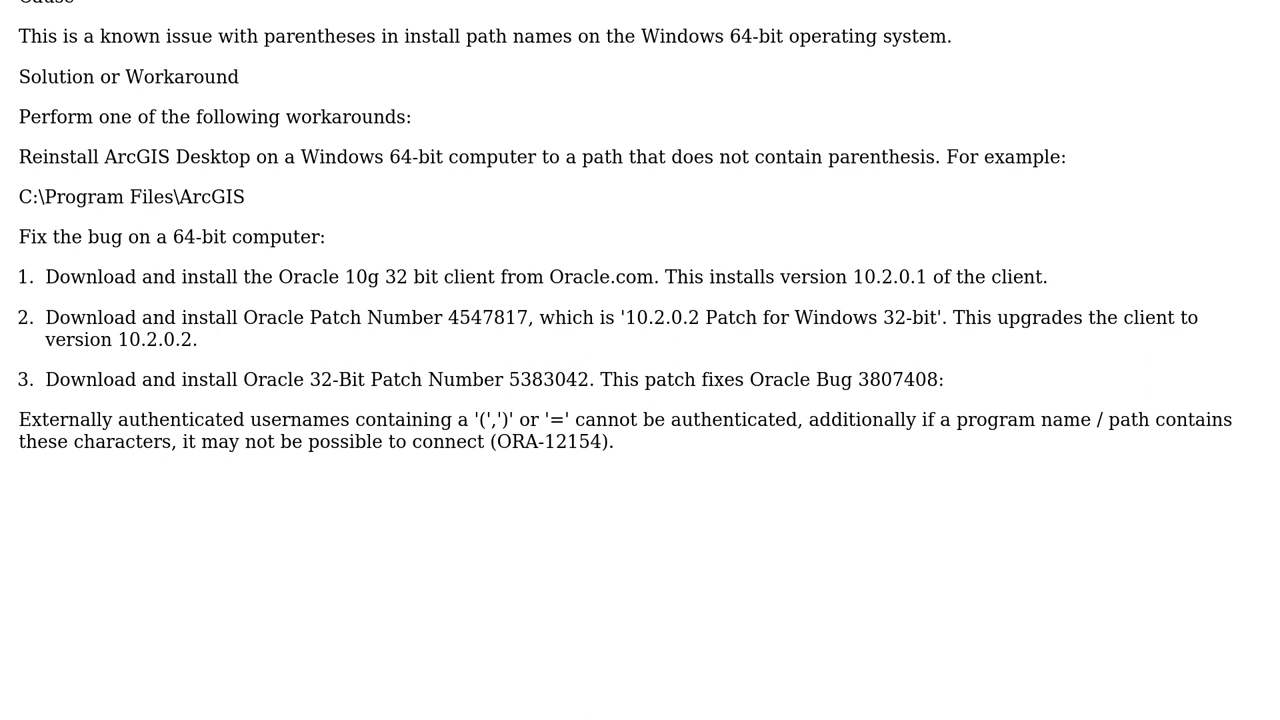 Cause
This is a known issue with parentheses in install path names on the Windows 64-bit operating system.
Solution or Workaround
Perform one of the following workarounds:
Reinstall ArcGIS Desktop on a Windows 64-bit computer to a path that does not contain parenthesis. For example:
C:\Program Files\ArcGIS
Fix the bug on a 64-bit computer:
1. Download and install the Oracle 10g 32 bit client from Oracle.com. This installs version 10.2.0.1 of the client.
2. Download and install Oracle Patch Number 4547817, which is '10.2.0.2 Patch for Windows 32-bit'. This upgrades the client to
version 10.2.0.2.
3. Download and install Oracle 32-Bit Patch Number 5383042. This patch fixes Oracle Bug 3807408:
Externally authenticated usernames containing a '(',')' or '=' cannot be authenticated, additionally if a program name / path contains
these characters, it may not be possible to connect (ORA-12154).